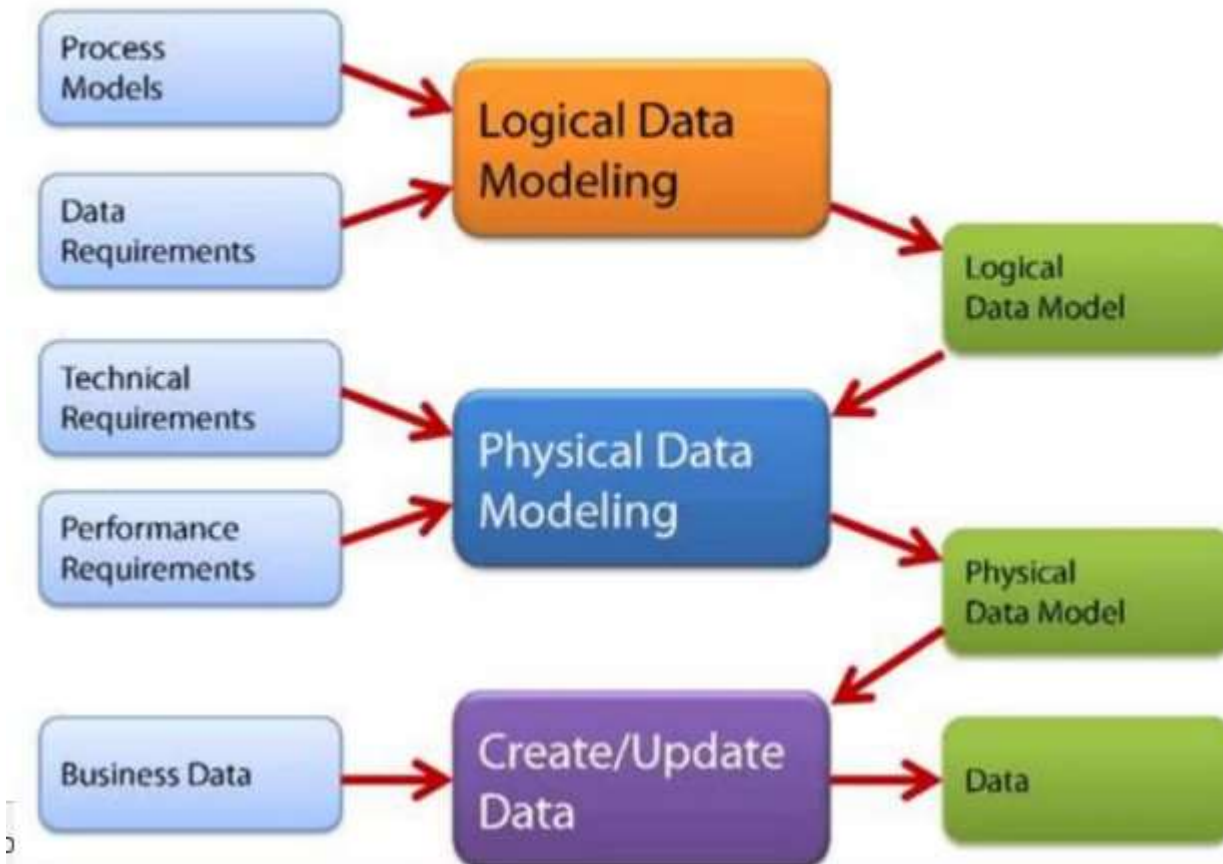 Process
Models
Logical Data
Modeling
Data
Requirements
Logical
Data Model
Technical
Requirements
Physical Data
Modeling
Performance
Requirements
Physical
Data Model
Business Data
Create/Update
Data
Data